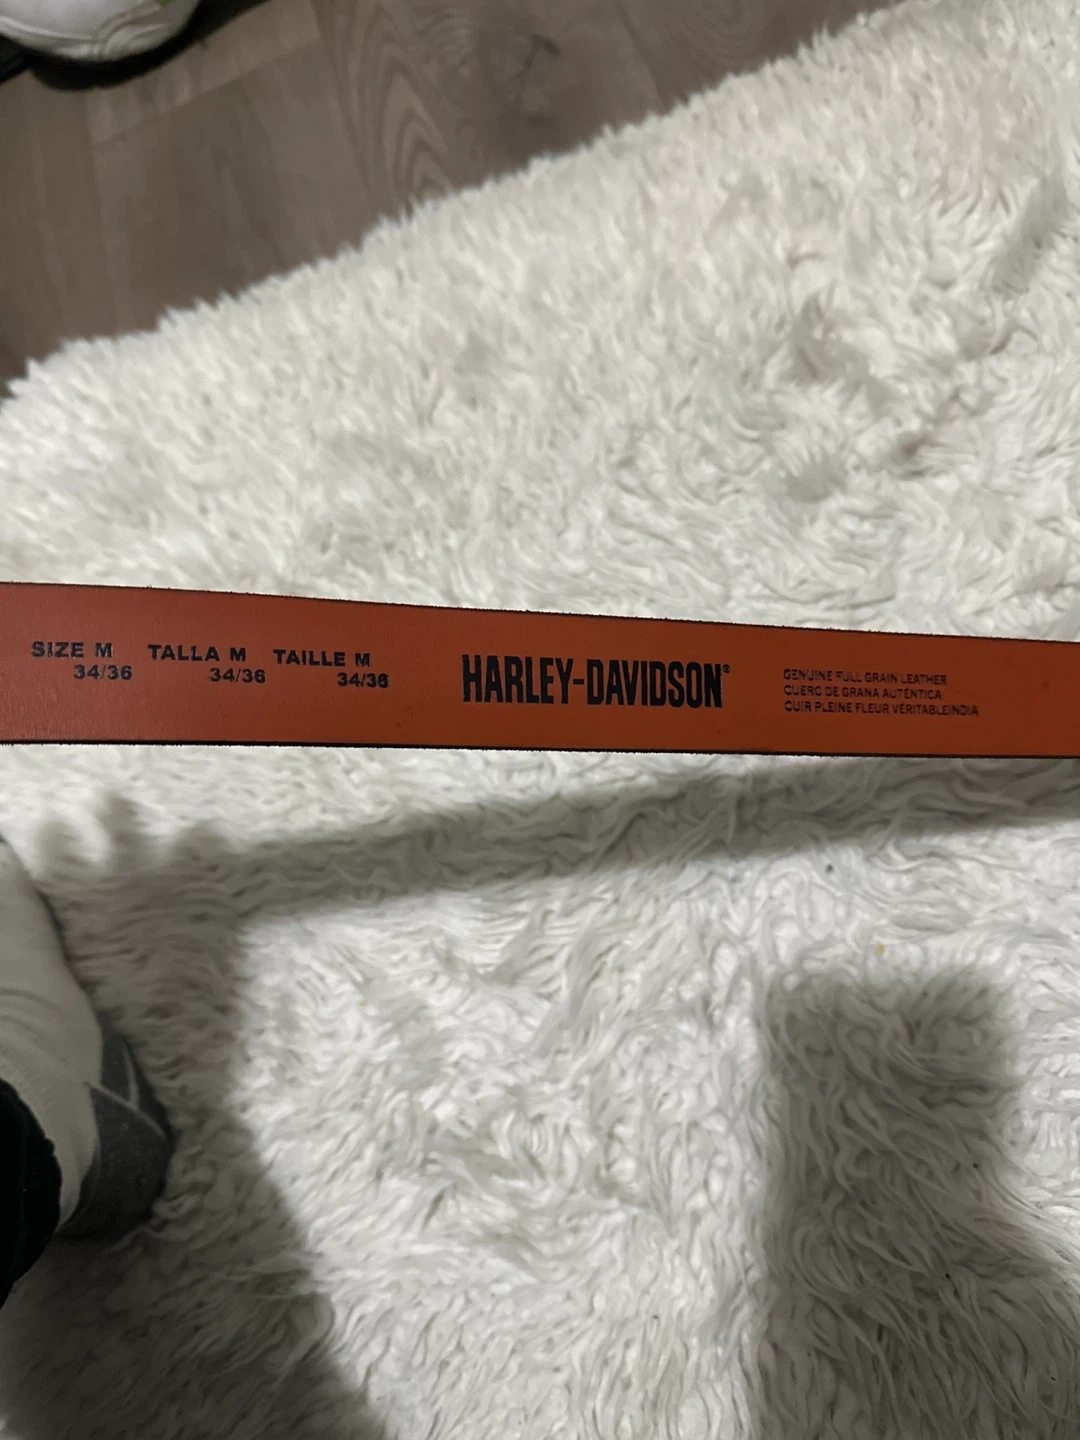 SIZE M TALLA M TAILLE M
34/36 34/36 34/36
HARLEY-DAVIDSON®
GENUINE FULL GRAIN LEATHER
CUERO DE GRANA AUTÉNTICA
CUIR PLEINE FLEUR VÉRITABLEINDIA